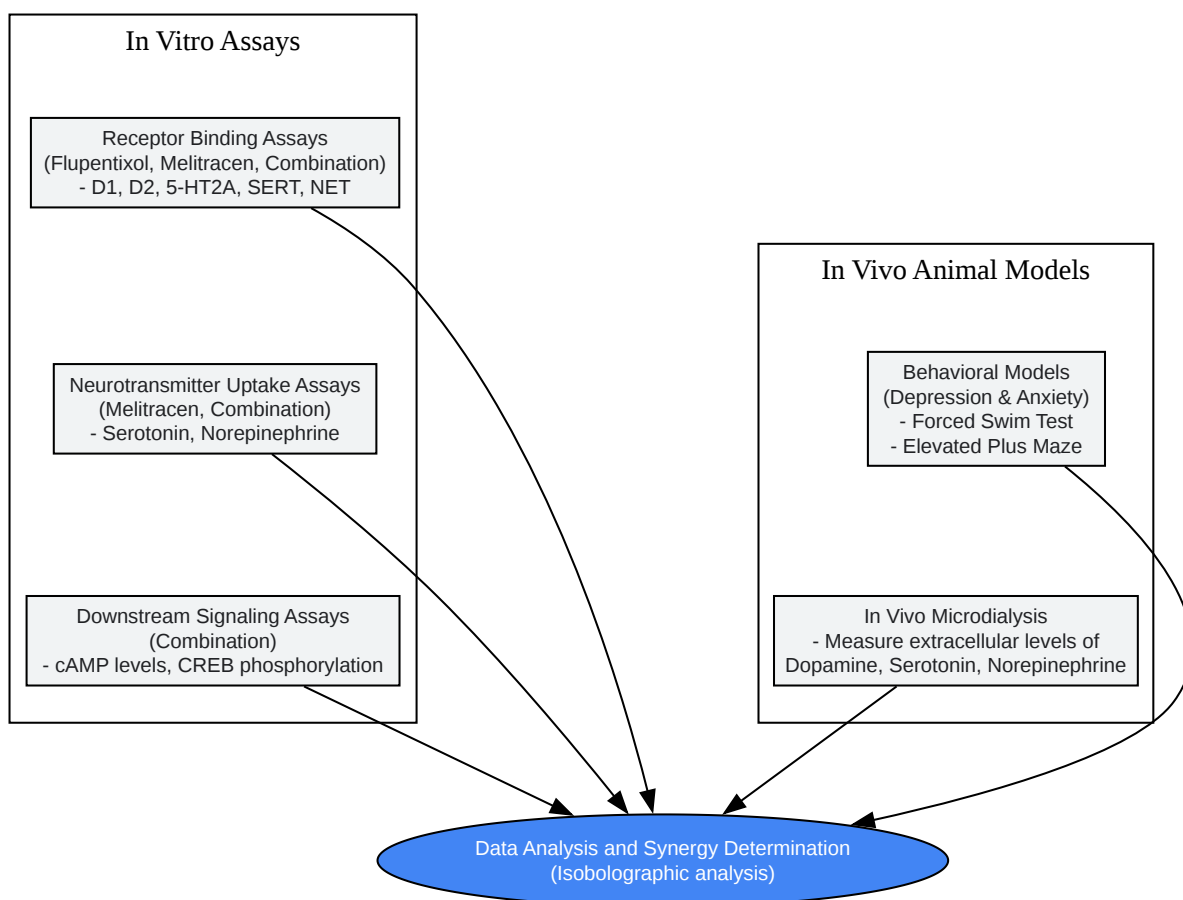 In Vitro Assays
Receptor Binding Assays
(Flupentixol, Melitracen, Combination)
- D1, D2, 5-HT2A, SERT, NET
Neurotransmitter Uptake Assays
(Melitracen, Combination)
- Serotonin, Norepinephrine
Downstream Signaling Assays
(Combination)
- cAMP levels, CREB phosphorylation
In Vivo Animal Models
Behavioral Models
(Depression & Anxiety)
- Forced Swim Test
- Elevated Plus Maze
In Vivo Microdialysis
- Measure extracellular levels of
Dopamine, Serotonin, Norepinephrine
Data Analysis and Synergy Determination
(Isobolographic analysis)